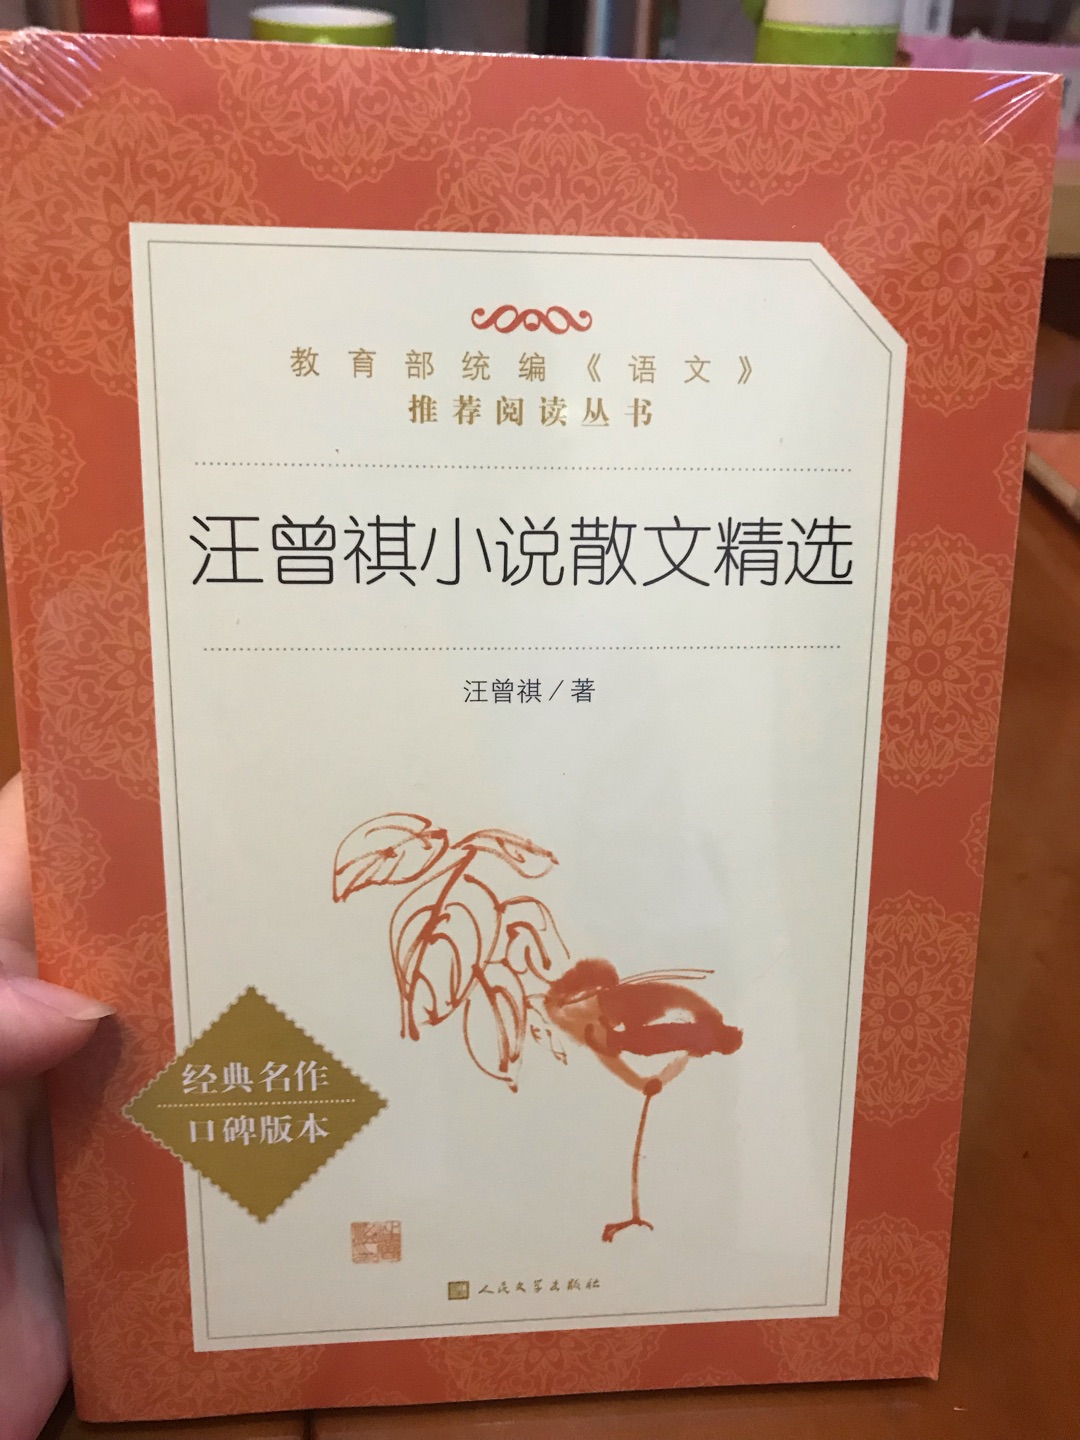 教育部统编《语文》
推荐阅读丛书
汪曾祺小说散文精选
汪曾祺/著
经典名作
口碑版本
人民文学出版社